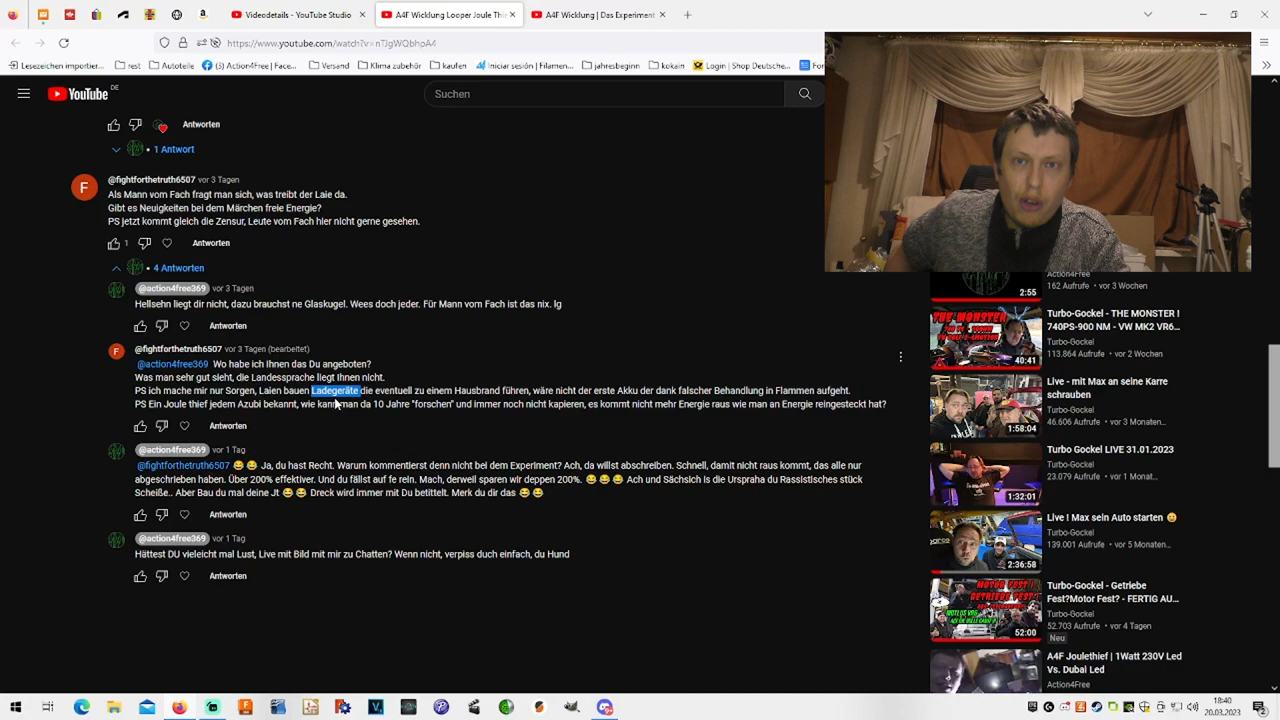 Videodetails - YouTube Studio
A4F Wicklung Looper Joule Thie
A4F Wicklung | Das Experiment
https://www.youtube.com/watch?v=nTJgWQbhpA4
Lesezeichen importier...
rest
Autoteile
(3) Action4Free | Face...
Versand
Klima zubehör
kaufen
Iniciar sesión | Filamen...
jahresbeginn
kokain
Login | Shop Deutsche...
YouTube DE
Suchen
Antworten
1 Antwort
@fightforthetruth6507 vor 3 Tagen
Als Mann vom Fach fragt man sich, was treibt der Laie da.
Gibt es Neuigkeiten bei dem Märchen freie Energie?
PS jetzt kommt gleich die Zensur, Leute vom Fach hier nicht gerne gesehen.
1 Antworten
4 Antworten
@action4free369 vor 3 Tagen
Hellsehn liegt dir nicht, dazu brauchst ne Glaskugel. Wees doch jeder. Für Mann vom Fach ist das nix. lg
Antworten
@fightforthetruth6507 vor 3 Tagen (bearbeitet)
@action4free369 Wo habe ich Ihnen das Du angeboten?
Was man sehr gut sieht, die Landessprache liegt Ihnen nicht.
PS Ich mache mir nur Sorgen, Laien bauen Ladegeräte die eventuell zu einem Hausbrand führen, wäre nicht der erste Akku der dank falscher Behandlung in Flammen aufgeht.
PS Ein Joule thief jedem Azubi bekannt, wie kann man da 10 Jahre "forschen" und immer noch nicht kapieren, es kommt nicht mehr Energie raus wie man an Energie reingesteckt hat?
Antworten
@action4free369 vor 1 Tag
@fightforthetruth6507 😂 😂 Ja, du hast Recht. Warum kommentierst denn nicht bei dem Experiment? Ach, da willst abschreiben. Schnell, damit nicht raus kommt, das alle nur
abgeschrieben haben. Über 200% effektiver. Und du frisst auf fe rein. Mach, derweil sparen wir deppen 200%. 😂 😂 😂 Ach und Sächsich is die Urspraha du Rassistisches stück
Scheiße.. Aber Bau du mal deine Jt 😂 😂 Dreck wird immer mit Du betittelt. Merk du dir das 😂 😂
Antworten
@action4free369 vor 1 Tag
Hättest DU vieleicht mal Lust, Live mit Bild mit mir zu Chatten? Wenn nicht, verpiss duch einfach, du Hund
Antworten
Action4Free
162 Aufrufe • vor 3 Wochen
2:55
THE MONSTER
40:41
Turbo-Gockel - THE MONSTER !
740PS-900 NM - VW MK2 VR6...
Turbo-Gockel
113.864 Aufrufe • vor 2 Wochen
1:58:04
Live - mit Max an seine Karre
schrauben
Turbo-Gockel
46.606 Aufrufe • vor 3 Monaten...
1:32:01
Turbo Gockel LIVE 31.01.2023
Turbo-Gockel
23.079 Aufrufe • vor 1 Monat...
2:36:58
Live ! Max sein Auto starten 😀
Turbo-Gockel
139.001 Aufrufe • vor 5 Monaten...
MOTOR FEST !
GETRIEBE FEST!
52:00
Turbo-Gockel - Getriebe
Fest?Motor Fest? - FERTIG AU...
Turbo-Gockel
52.703 Aufrufe • vor 4 Tagen
Neu
A4F Joulethief | 1Watt 230V Led
Vs. Dubai Led
Action4Free
18:40
20.03.2023